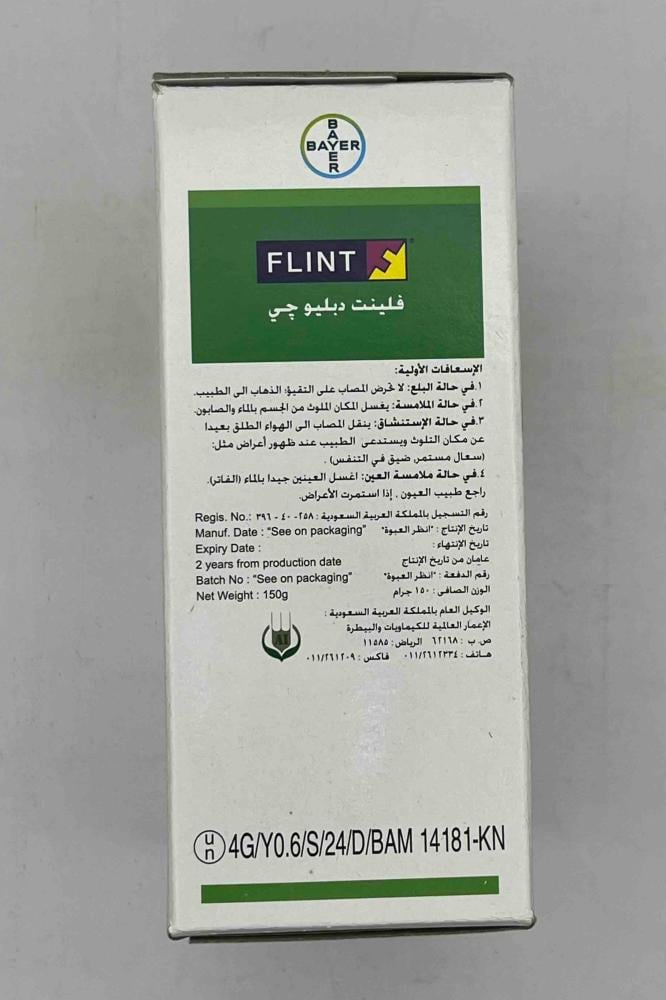 BAYER
BAYER
FLINT
فلينت دبليو جي
الإسعافات الأولية:
١.في حالة البلع: لا تحرض المصاب على التقيؤ: الذهاب الى الطبيب.
٢.في حالة الملامسة: يغسل المكان الملوث من الجسم بالماء والصابون.
٣.في حالة الإستنشاق: ينقل المصاب الى الهواء الطلق بعيدا
عن مكان التلوث ويستدعى الطبيب عند ظهور أعراض مثل:
(سعال مستمر, ضيق في التنفس) .
٤.في حالة ملامسة العين: اغسل العينين جيدا بالماء (الفاتر).
راجع طبيب العيون . إذا استمرت الأعراض.
Regis. No.: ٣٩٦ - ٤٠ - ٢٥٨ : رقم التسجيل بالمملكة العربية السعودية
Manuf. Date : "See on packaging" تاريخ الإنتاج : "انظر العبوة"
Expiry Date : تاريخ الإنتهاء :
2 years from production date عامان من تاريخ الإنتاج
Batch No : "See on packaging" رقم الدفعة : "انظر العبوة"
Net Weight : 150g الوزن الصافى : ١٥٠ جرام
الوكيل العام بالمملكة العربية السعودية :
الإعمار العالمية للكيماويات والبيطرة
ص. ب : ٦٢١٦٨ الرياض : ١١٥٨٥
هاتف : ٠١١/٢٦١٢٣٣٤ فاكس : ٠١١/٢٦١٢٠٩
AI
un 4G/Y0.6/S/24/D/BAM 14181-KN